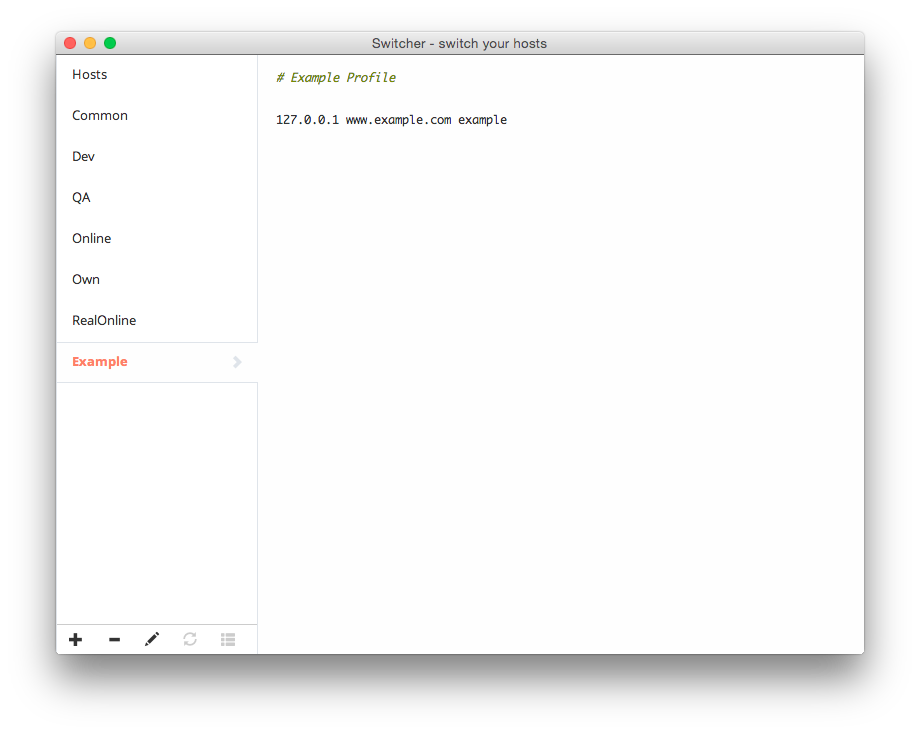 Switcher - switch your hosts
Hosts
Common
Dev
QA
Online
Own
RealOnline
Example
# Example Profile
127.0.0.1 www.example.com example